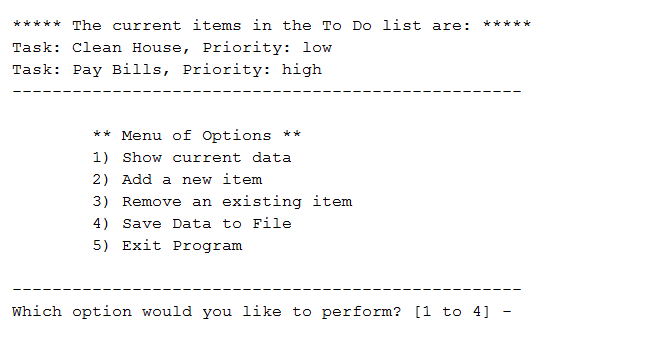 ***** The current items in the To Do list are: *****
Task: Clean House, Priority: low
Task: Pay Bills, Priority: high
---------------------------------------------------
** Menu of Options **
1) Show current data
2) Add a new item
3) Remove an existing item
4) Save Data to File
5) Exit Program
---------------------------------------------------
Which option would you like to perform? [1 to 4] -